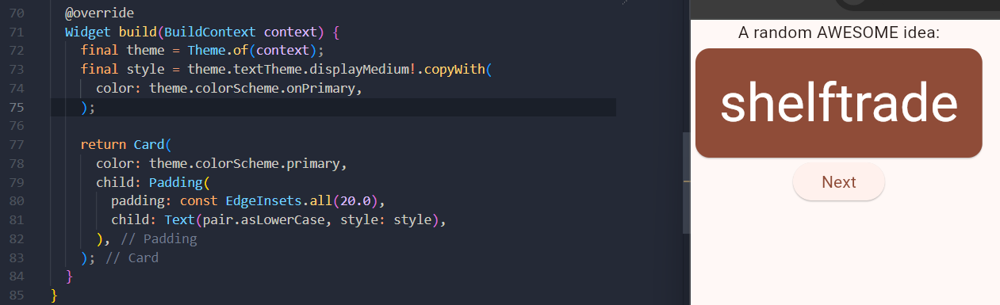 70 @override
71 Widget build(BuildContext context) {
72 final theme = Theme.of(context);
73 final style = theme.textTheme.displayMedium!.copyWith(
74 color: theme.colorScheme.onPrimary,
75 );
76
77 return Card(
78 color: theme.colorScheme.primary,
79 child: Padding(
80 padding: const EdgeInsets.all(20.0),
81 child: Text(pair.asLowerCase, style: style),
82 ), // Padding
83 ); // Card
84 }
85 }
A random AWESOME idea:
shelftrade
Next